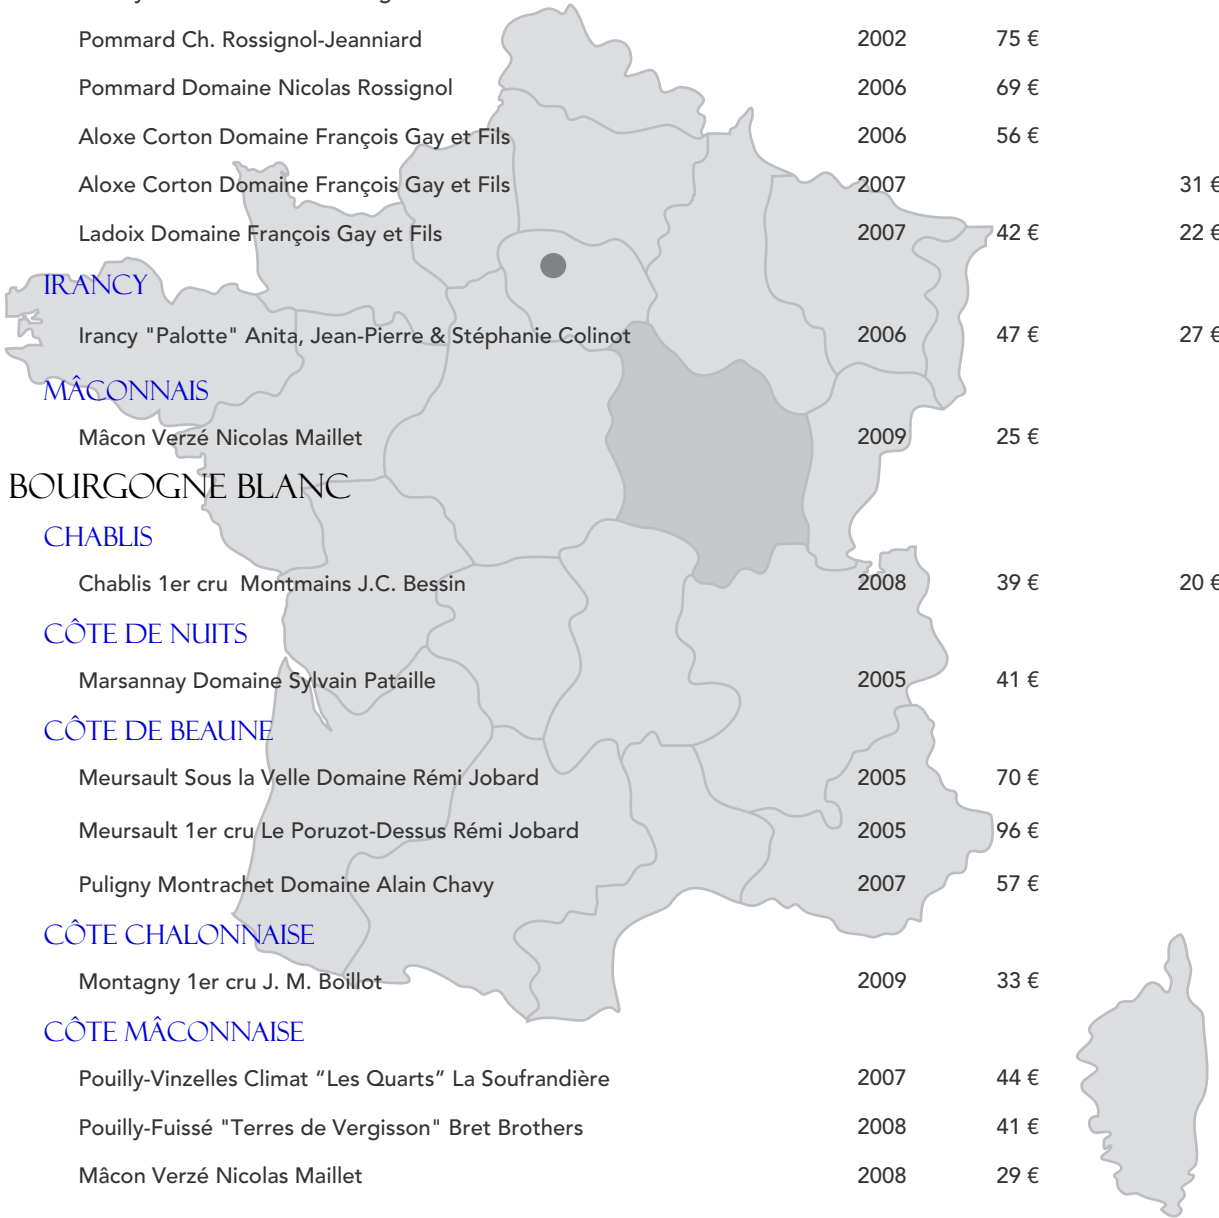 Pommard Ch. Rossignol-Jeanniard 2002 75 €
Pommard Domaine Nicolas Rossignol 2006 69 €
Aloxe Corton Domaine François Gay et Fils 2006 56 €
Aloxe Corton Domaine François Gay et Fils 2007 31 €
Ladoix Domaine François Gay et Fils 2007 42 € 22 €
IRANCY
Irancy "Palotte" Anita, Jean-Pierre & Stéphanie Colinot 2006 47 € 27 €
MÂCONNAIS
Mâcon Verzé Nicolas Maillet 2009 25 €
BOURGOGNE BLANC
CHABLIS
Chablis 1er cru  Montmains J.C. Bessin 2008 39 € 20 €
CÔTE DE NUITS
Marsannay Domaine Sylvain Pataille 2005 41 €
CÔTE DE BEAUNE
Meursault Sous la Velle Domaine Rémi Jobard 2005 70 €
Meursault 1er cru Le Poruzot-Dessus Rémi Jobard 2005 96 €
Puligny Montrachet Domaine Alain Chavy 2007 57 €
CÔTE CHALONNAISE
Montagny 1er cru J. M. Boillot 2009 33 €
CÔTE MÂCONNAISE
Pouilly-Vinzelles Climat “Les Quarts” La Soufrandière 2007 44 €
Pouilly-Fuissé "Terres de Vergisson" Bret Brothers 2008 41 €
Mâcon Verzé Nicolas Maillet 2008 29 €